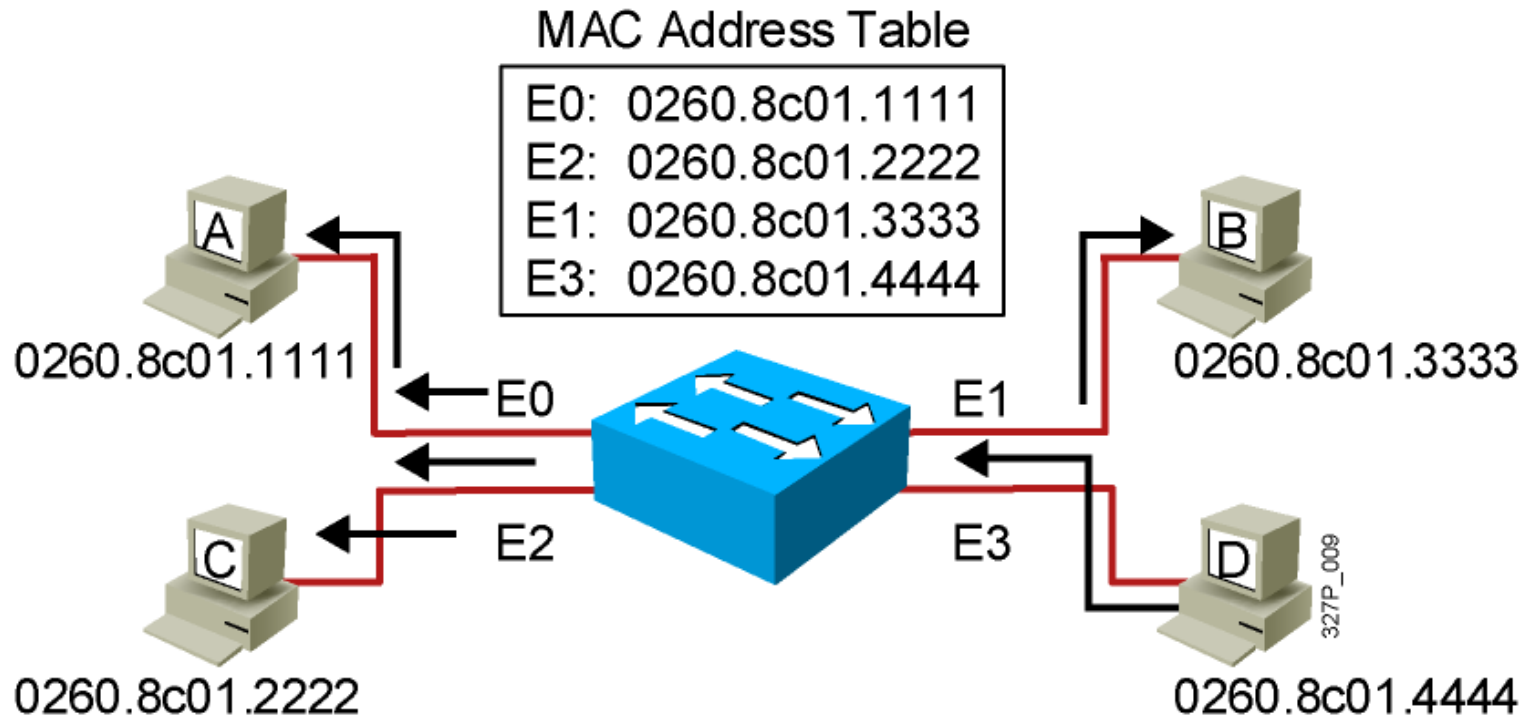 MAC Address Table
E0: 0260.8c01.1111
E2: 0260.8c01.2222
E1: 0260.8c01.3333
E3: 0260.8c01.4444
A
B
0260.8c01.1111
0260.8c01.3333
E0
E1
E2
E3
C
D
327P_009
0260.8c01.2222
0260.8c01.4444